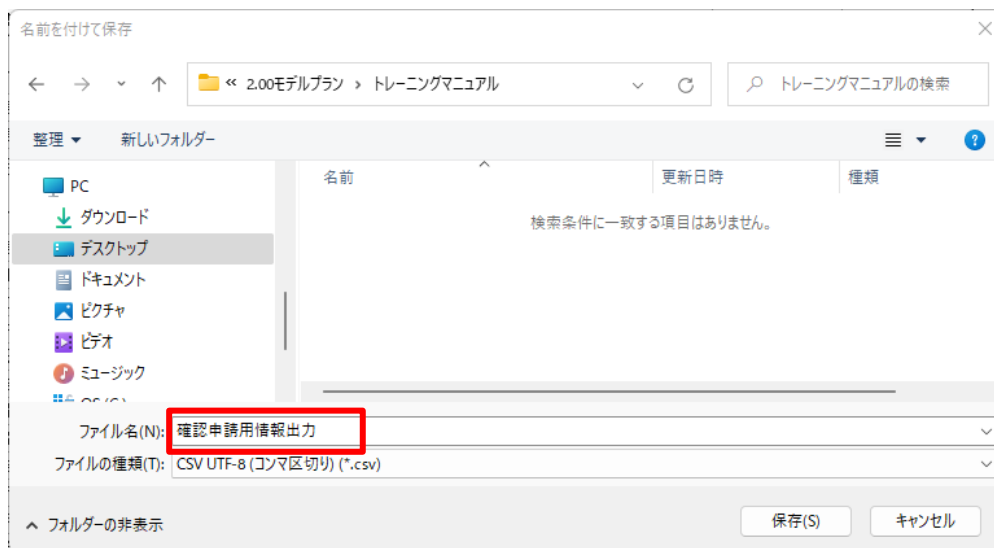 名前を付けて保存
« 2.00モデルプラン › トレーニングマニュアル
トレーニングマニュアルの検索
整理
新しいフォルダー
名前
更新日時
種類
PC
ダウンロード
デスクトップ
ドキュメント
ピクチャ
ビデオ
ミュージック
検索条件に一致する項目はありません。
ファイル名(N): 確認申請用情報出力
ファイルの種類(T): CSV UTF-8 (コンマ区切り) (*.csv)
フォルダーの非表示
保存(S)
キャンセル